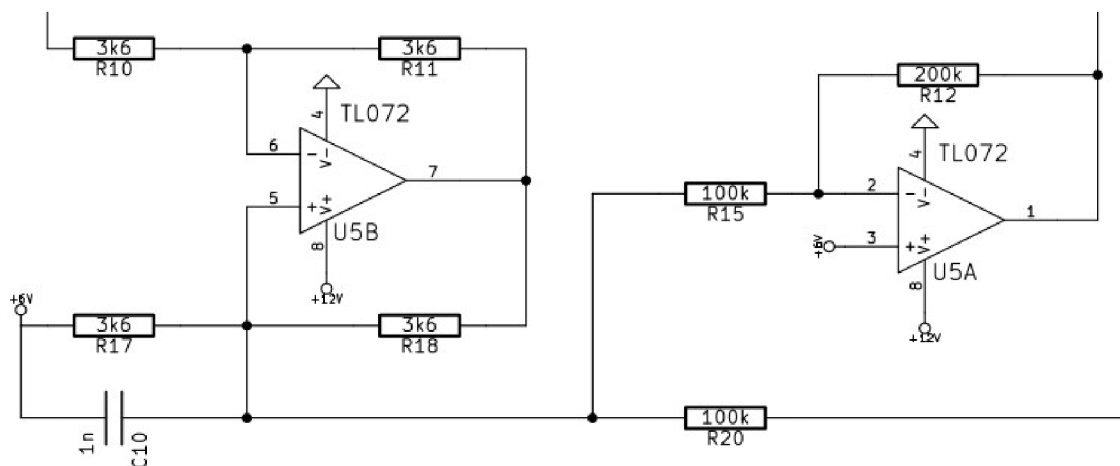 3k6
R10
3k6
R11
200k
R12
4
TL072
V-
6
-
7
5
+
V+
U5B
8
+12V
100k
R15
4
TL072
V-
2
-
1
+6V
3
+
V+
U5A
8
+12V
+6V
3k6
R17
3k6
R18
1n
C10
100k
R20